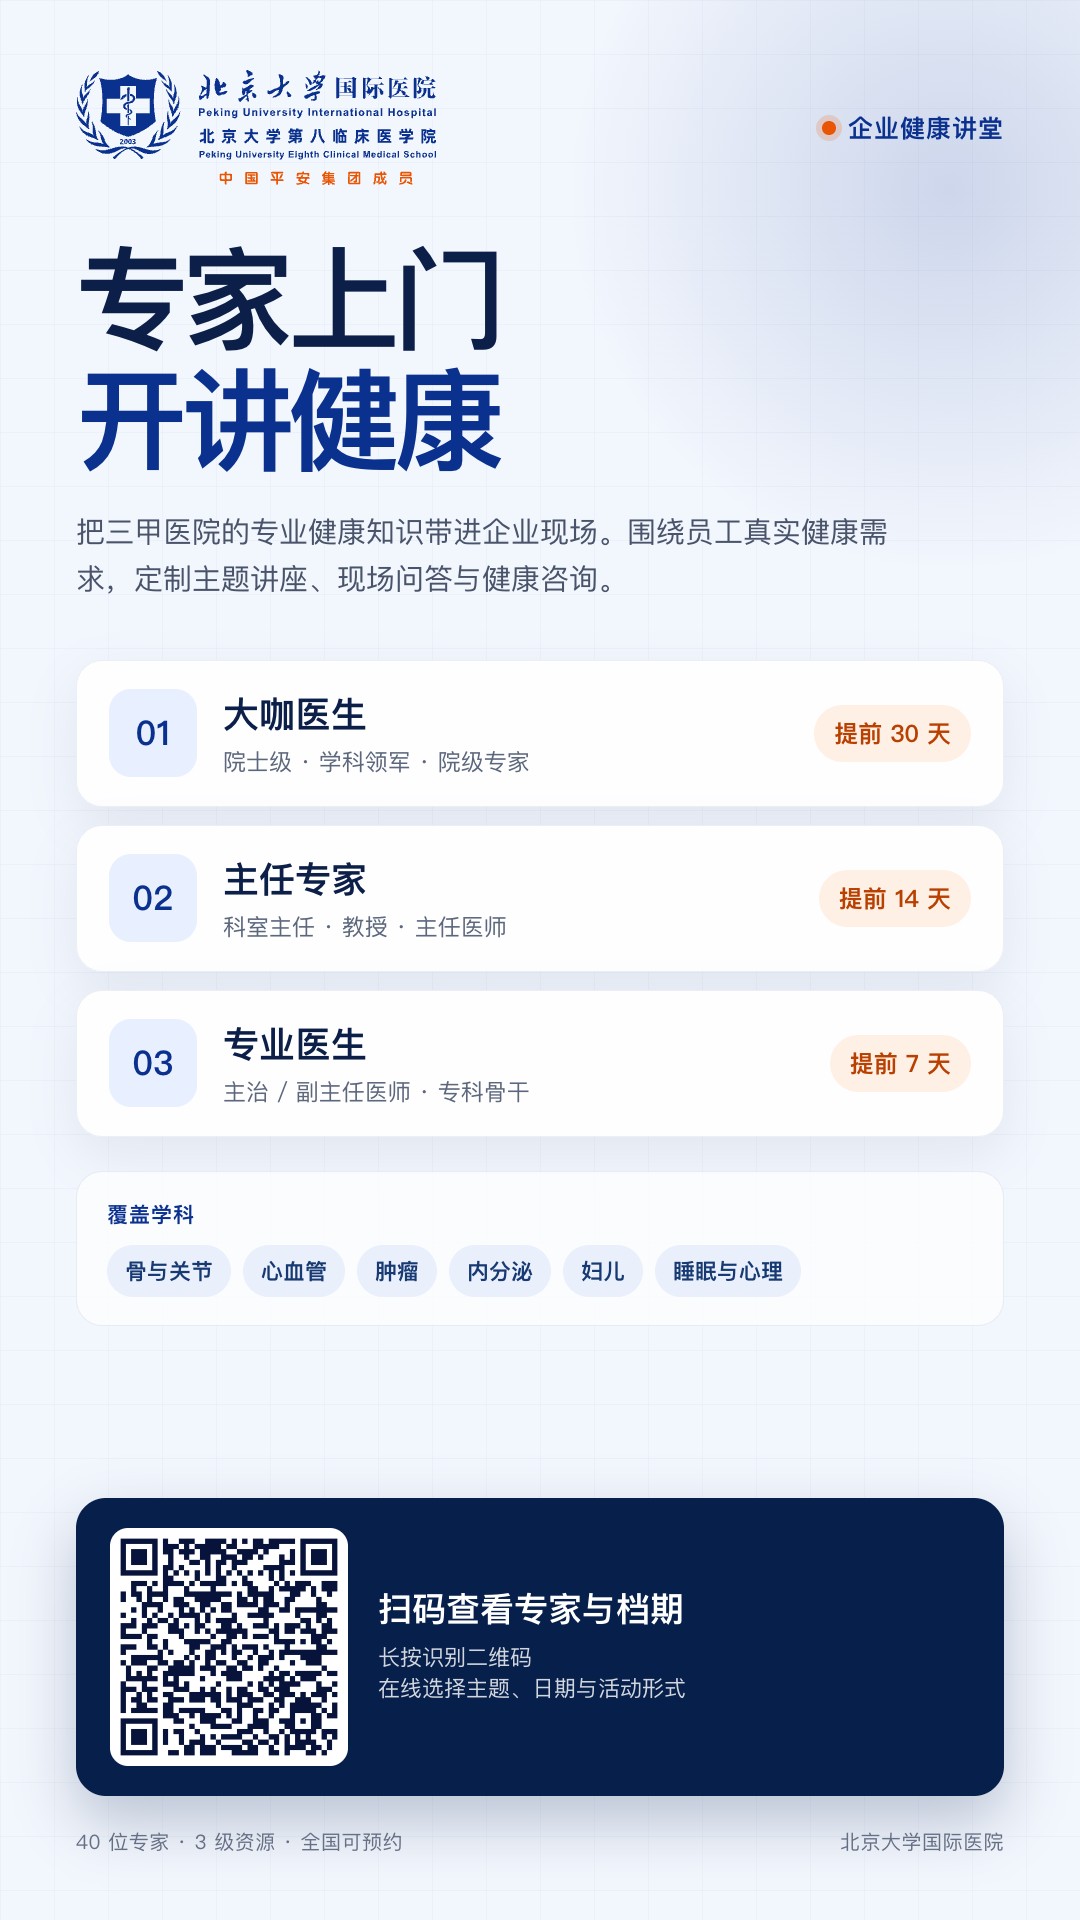 北京大学国际医院
Peking University International Hospital
北京大学第八临床医学院
Peking University Eighth Clinical Medical School
中国平安集团成员
2003
企业健康讲堂
专家上门
开讲健康
把三甲医院的专业健康知识带进企业现场。围绕员工真实健康需
求，定制主题讲座、现场问答与健康咨询。
01
大咖医生
院士级 · 学科领军 · 院级专家
提前 30 天
02
主任专家
科室主任 · 教授 · 主任医师
提前 14 天
03
专业医生
主治 / 副主任医师 · 专科骨干
提前 7 天
覆盖学科
骨与关节 心血管 肿瘤 内分泌 妇儿 睡眠与心理
扫码查看专家与档期
长按识别二维码
在线选择主题、日期与活动形式
40 位专家 · 3 级资源 · 全国可预约
北京大学国际医院